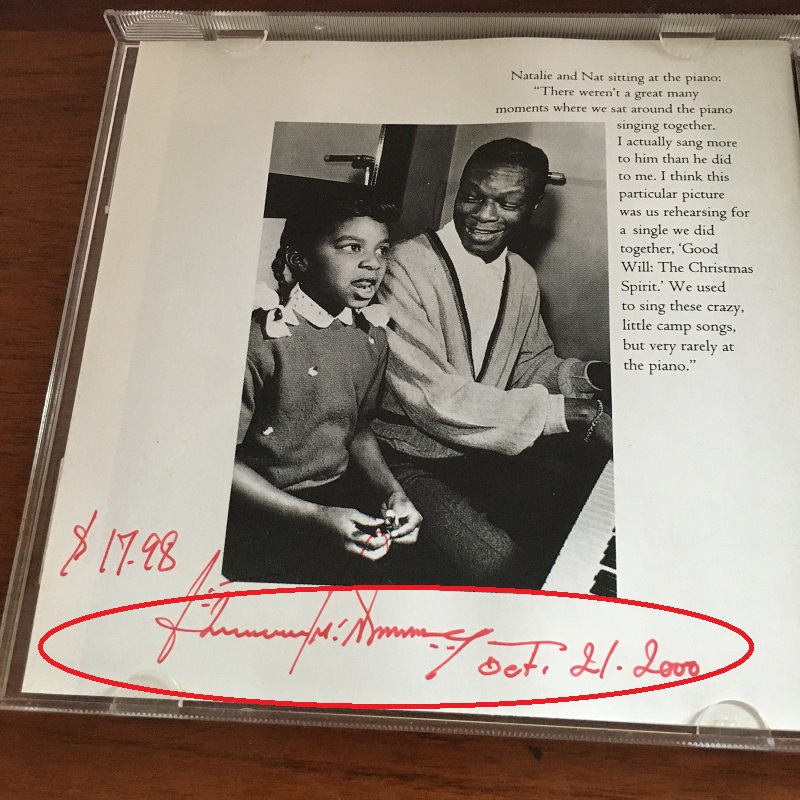 Natalie and Nat sitting at the piano:
“There weren’t a great many
moments where we sat around the piano
singing together.
I actually sang more
to him than he did
to me. I think this
particular picture
was us rehearsing for
a single we did
together, ‘Good
Will: The Christmas
Spirit.’ We used
to sing these crazy,
little camp songs,
but very rarely at
the piano.”
$ 17.98
Oct. 21. 2000